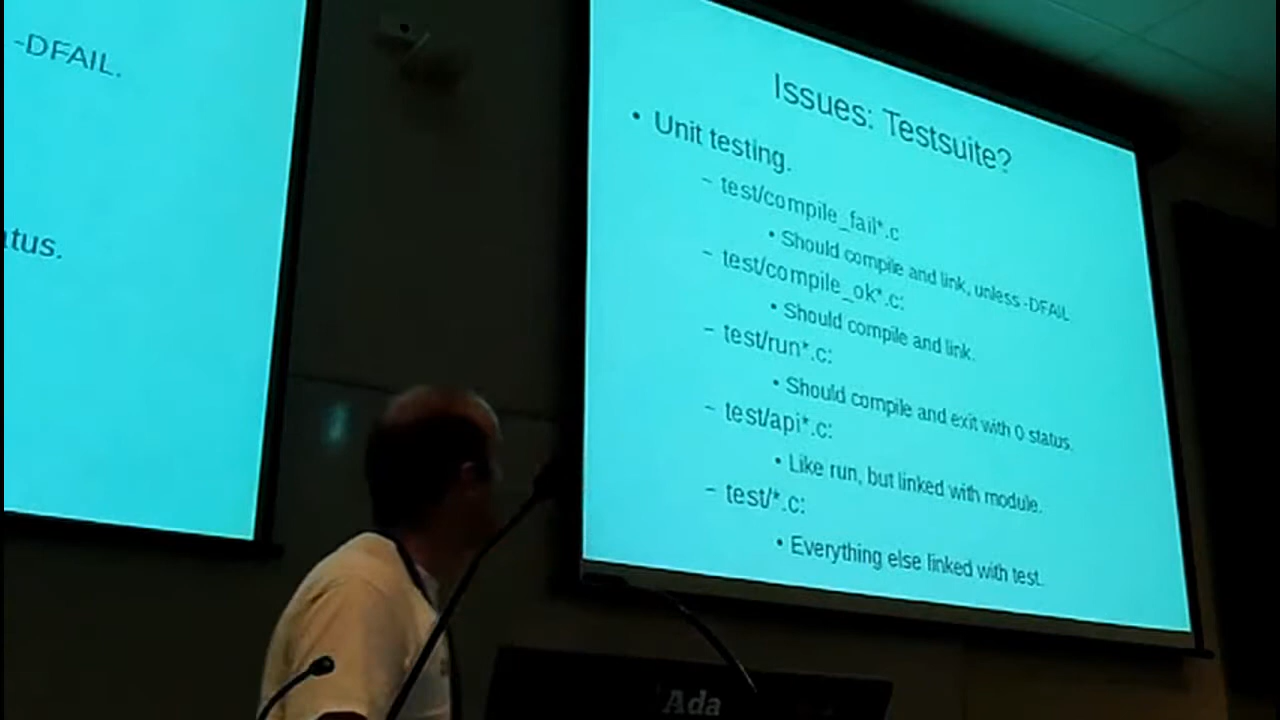 -DFAIL.
tus.
Issues: Testsuite?
• Unit testing.
– test/compile_fail*.c
• Should compile and link, unless -DFAIL
– test/compile_ok*.c:
• Should compile and link.
– test/run*.c:
• Should compile and exit with 0 status.
– test/api*.c:
• Like run, but linked with module.
– test/*.c:
• Everything else linked with test.
Ada